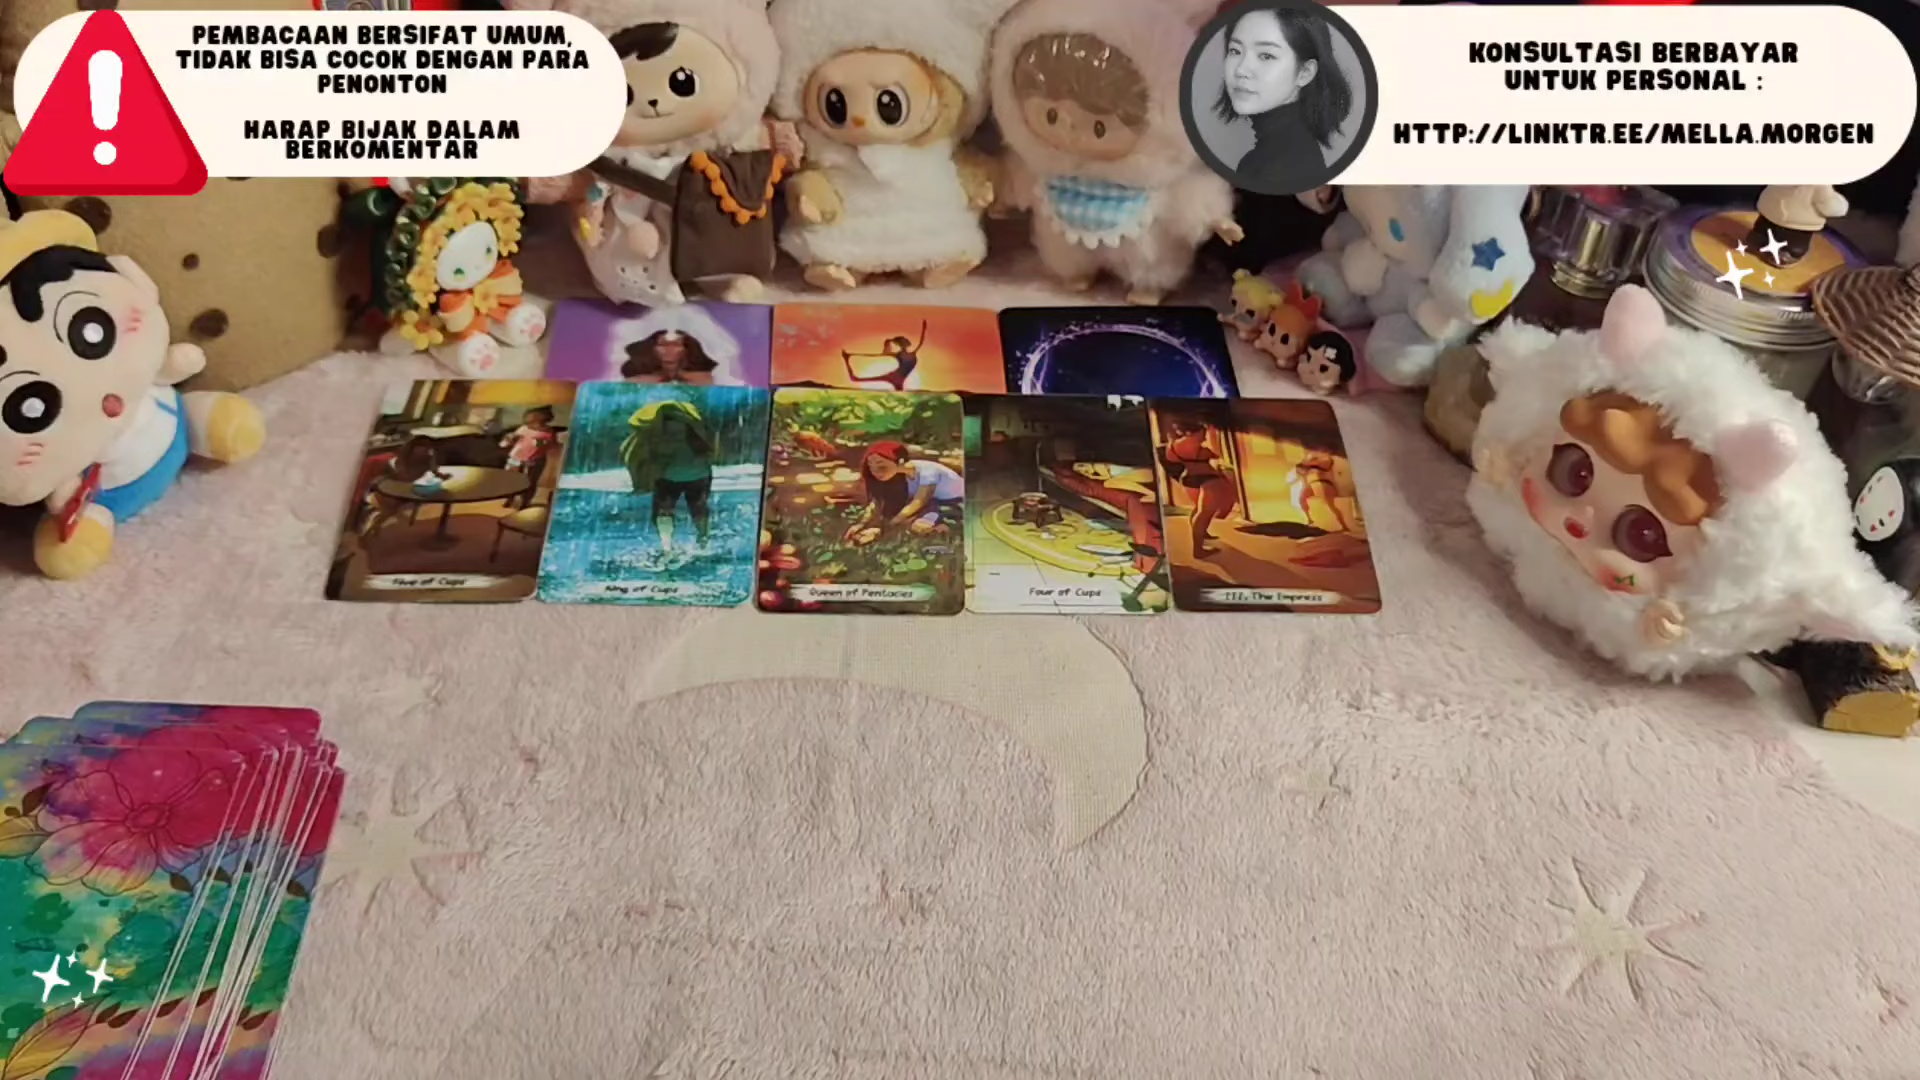 PEMBACAAN BERSIFAT UMUM,
TIDAK BISA COCOK DENGAN PARA
PENONTON
HARAP BIJAK DALAM
BERKOMENTAR
KONSULTASI BERBAYAR
UNTUK PERSONAL :
HTTP://LINKTR.EE/MELLA.MORGEN
Five of Cups
King of Cups
Queen of Pentacles
Four of Cups
III. The Empress